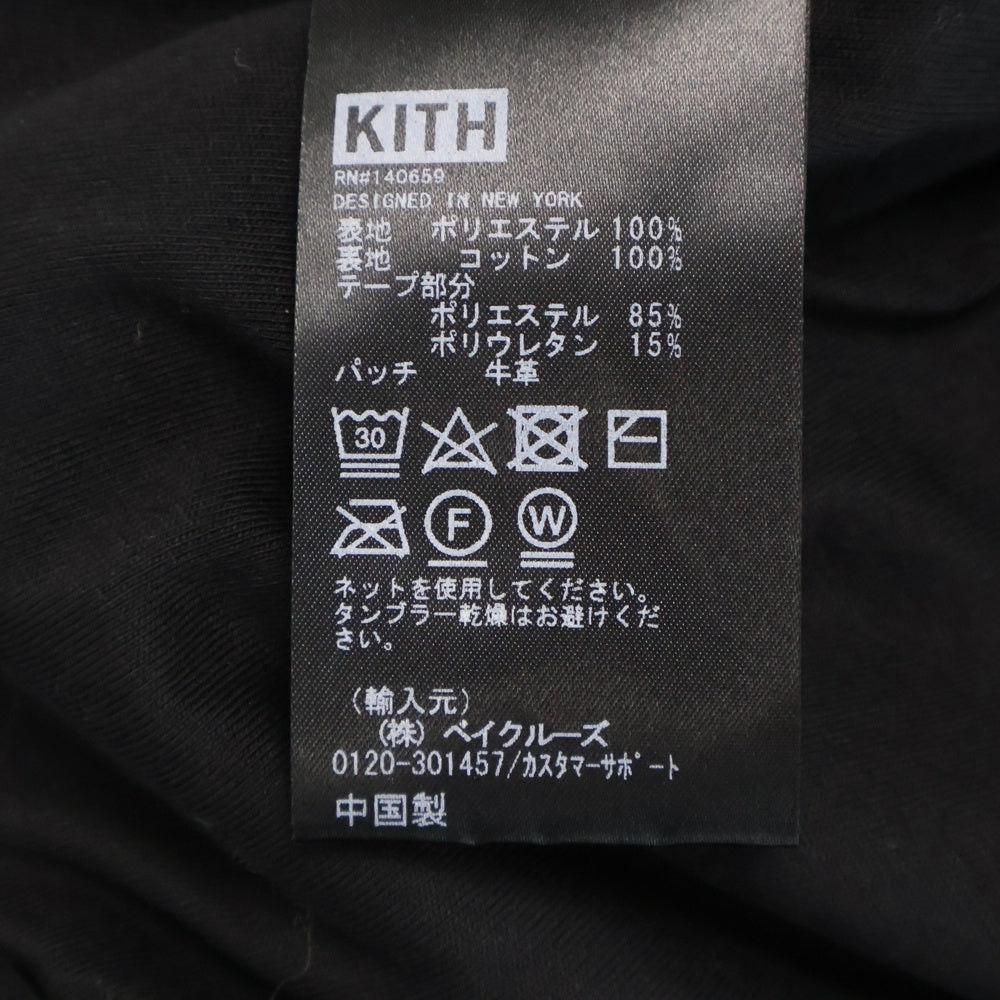 KITH
RN#140659
DESIGNED IN NEW YORK
表地 ポリエステル 100%
裏地 コットン 100%
テープ部分
ポリエステル 85%
ポリウレタン 15%
パッチ 牛革
30
F W
ネットを使用してください。
タンブラー乾燥はお避けくだ
さい。
(輸入元)
(株) ベイクルーズ
0120-301457/カスタマーサポート
中国製